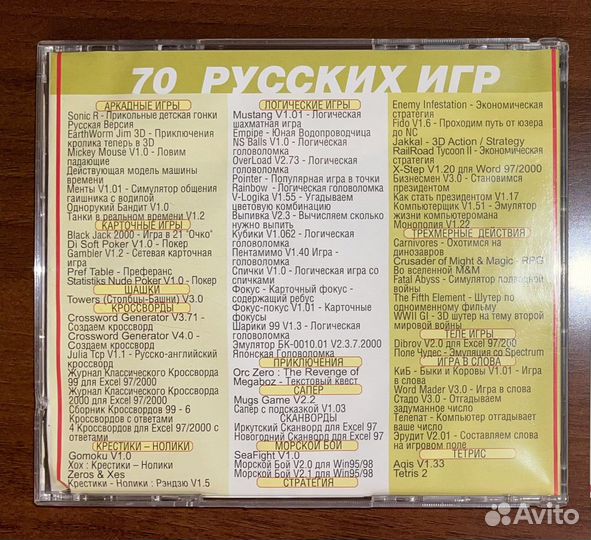 70 РУССКИХ ИГР
АРКАДНЫЕ ИГРЫ
Sonic R - Прикольные детская гонки
Русская Версия
EarthWorm Jim 3D - Приключения
кролика теперь в 3D
Mickey Mouse V1.0 - Ловим
падающие
Действующая модель машины
времени
Менты V1.01 - Симулятор общения
гаишника с водилой
Однорукий Бандит V1.0
Танки в реальном времени V1.2
КАРТОЧНЫЕ ИГРЫ
Black Jack 2000 - Игра в 21 "Очко"
Di Soft Poker V1.0 - Покер
Gambler V1.2 - Сетевая карточная
игра
Pref Table - Преферанс
Statistiks Nude Poker V1.0 - Покер
ШАШКИ
Towers (Столбцы-Башни) V3.0
КРОССВОРДЫ
Crossword Generator V3.71 -
Создаем кроссворд
Crossword Generator V4.0 -
Создаем кроссворд
Julia Tcp V1.1 - Русско-английский
кроссворд
Журнал Классического Кроссворда
99 для Excel 97/2000
Журнал Классического Кроссворда
2000 для Excel 97/2000
Сборник Кроссвордов 99 - 6
Кроссвордов с ответами
4 Кроссвордов для Excel 97/2000 с
ответами
КРЕСТИКИ – НОЛИКИ
Gomoku V1.0
Xox : Крестики – Нолики
Zeros & Xes
Крестики - Нолики : Рэндзю V1.5
ЛОГИЧЕСКИЕ ИГРЫ
Mustang V1.01 - Логическая
шахматная игра
Empipe - Юная Водопроводчица
NS Balls V1.0 - Логическая
головоломка
OverLoad V2.73 - Логическая
головоломка
Pointer - Популярная игра в точки
Rainbow - Логическая головоломка
V-Logika V1.55 - Угадываем
цветовую комбинацию
Выпивка V2.3 - Вычисляем сколько
нужно выпить
Кубики V1.062 - Логическая
головоломка
Пентамимо V1.40 Игра -
головоломка
Спички V1.0 - Логическая игра со
спичками
Фокус - Карточный фокус -
содержащий ребус
Фокус-покус V1.01 - Карточные
фокусы
Шарики 99 V1.3 - Логическая
головоломка
Эмулятор БК-0010.01 V2.3.7.2000
Японская Головоломка
ПРИКЛЮЧЕНИЯ
Orc Zero : The Revenge of
Megaboz - Текстовый квест
САПЕР
Mugs Game V2.2
Сапер с подсказкой V1.03
СКАНВОРДЫ
Иркутский Сканворд для Excel 97
Новогодний Сканворд для Excel 97
МОРСКОЙ БОЙ
SeaFight V1.0
Морской Бой V2.0 для Win95/98
Морской Бой V2.1 для Win95/98
СТРАТЕГИЯ
Enemy Infestation - Экономическая
стратегия
Fido V1.6 - Проходим путь от юзера
до NC
Jakkal - 3D Action / Strategy
RailRoad Tycoon II - Экономическая
стратегия
X-Step V1.20 для Word 97/2000
Бизнесмен V3.0 - Становимся
президентом
Как стать президентом V1.17
Компьютерщик V1.51 - Эмулятор
жизни компьютерномана
Монополия V1.22
ТРЕХМЕРНЫЕ ДЕЙСТВИЯ
Carnivores - Охотимся на
динозавров
Crusader of Might & Magic - RPG
Во вселенной M&M
Fatal Abyss - Симулятор подводной
войны
The Fifth Element - Шутер по
одноименному фильму
WWII GI - 3D шутер на тему второй
мировой войны
ТЕЛЕ ИГРЫ
Dibrov V2.0 для Excel 97/200
Поле Чудес - Эмуляция со Spectrum
ИГРА В СЛОВА
КиБ - Быки и Коровы V1.01 - Игра
в слова
Word Mader V3.0 - Игра в слова
Стадо V3.0 - Отгадываем
задуманное число
Телепат - Компьютер отгадывает
ваше число
Эрудит V2.01 - Составляем слова
на игровом поле
ТЕТРИС
Aqis V1.33
Tetris 2
Avito